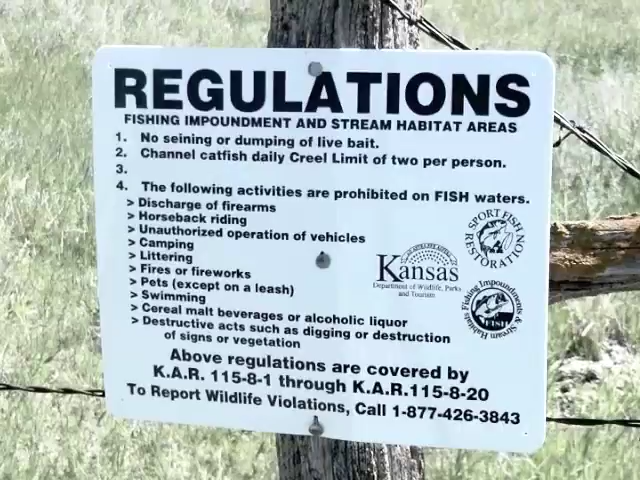 REGULATIONS
FISHING IMPOUNDMENT AND STREAM HABITAT AREAS
1. No seining or dumping of live bait.
2. Channel catfish daily Creel Limit of two per person.
3.
4. The following activities are prohibited on FISH waters.
> Discharge of firearms
> Horseback riding
> Unauthorized operation of vehicles
> Camping
> Littering
> Fires or fireworks
> Pets (except on a leash)
> Swimming
> Cereal malt beverages or alcoholic liquor
> Destructive acts such as digging or destruction
of signs or vegetation
SPORT FISH
RESTORATION
Kansas
Department of Wildlife, Parks
and Tourism
Fishing Impoundments
& Stream Habitats
FISH
Above regulations are covered by
K.A.R. 115-8-1 through K.A.R.115-8-20
To Report Wildlife Violations, Call 1-877-426-3843